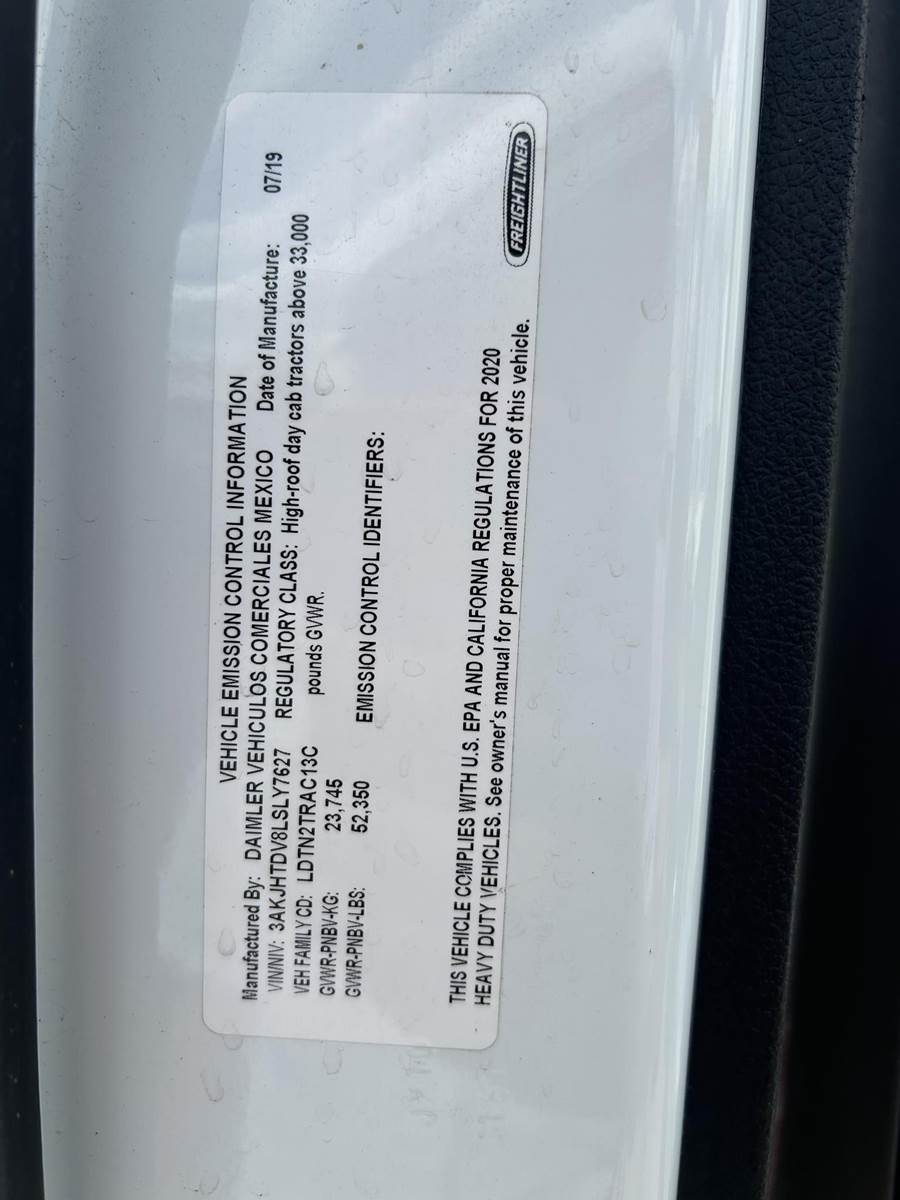 VEHICLE EMISSION CONTROL INFORMATION
Manufactured By: DAIMLER VEHICULOS COMERCIALES MEXICO Date of Manufacture: 07/19
VIN/NIV: 3AKJHTDV8LSLY7627 REGULATORY CLASS: High-roof day cab tractors above 33,000
VEH FAMILY CD: LDTN2TRAC13C pounds GVWR.
GVWR-PNBV-KG: 23,745
GVWR-PNBV-LBS: 52,350 EMISSION CONTROL IDENTIFIERS:
THIS VEHICLE COMPLIES WITH U.S. EPA AND CALIFORNIA REGULATIONS FOR 2020
HEAVY DUTY VEHICLES. See owner's manual for proper maintenance of this vehicle.
FREIGHTLINER